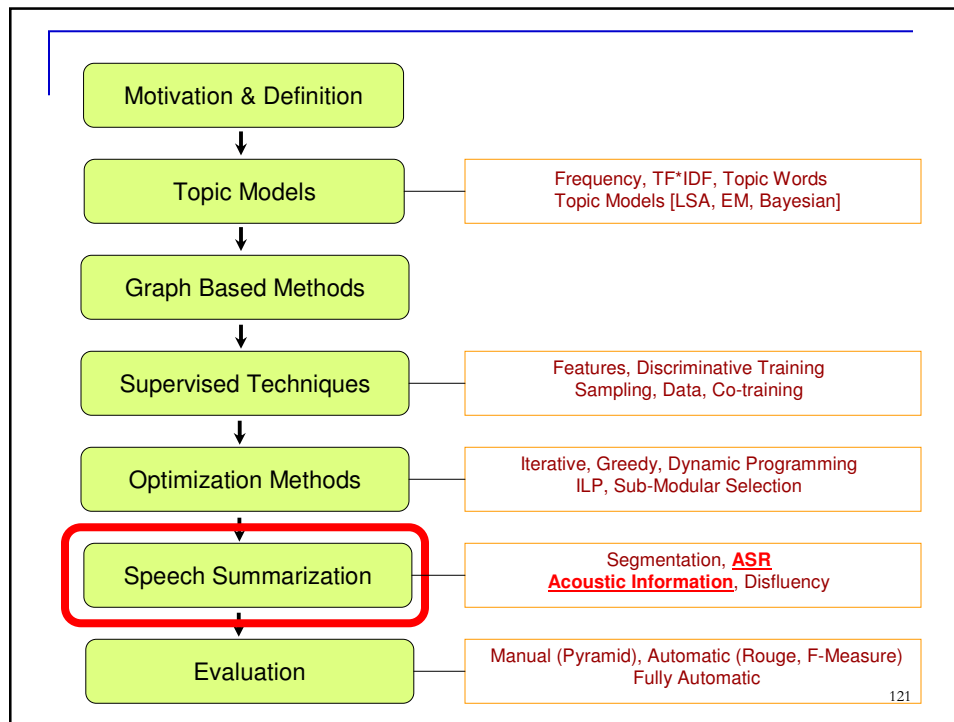 Motivation & Definition
Topic Models
Frequency, TF*IDF, Topic Words
Topic Models [LSA, EM, Bayesian]
Graph Based Methods
Supervised Techniques
Features, Discriminative Training
Sampling, Data, Co-training
Optimization Methods
Iterative, Greedy, Dynamic Programming
ILP, Sub-Modular Selection
Speech Summarization
Segmentation, ASR
Acoustic Information, Disfluency
Evaluation
Manual (Pyramid), Automatic (Rouge, F-Measure)
Fully Automatic
121